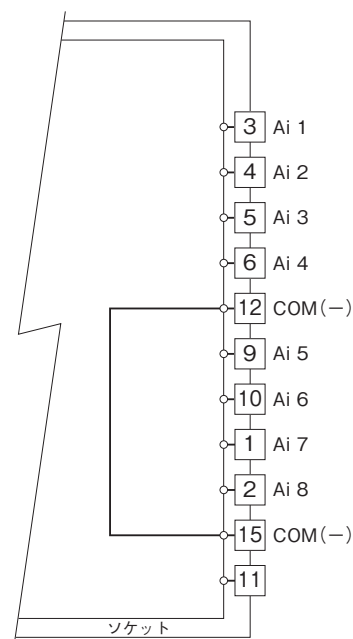 3 Ai 1
4 Ai 2
5 Ai 3
6 Ai 4
12 COM(−)
9 Ai 5
10 Ai 6
1 Ai 7
2 Ai 8
15 COM(−)
11
ソケット